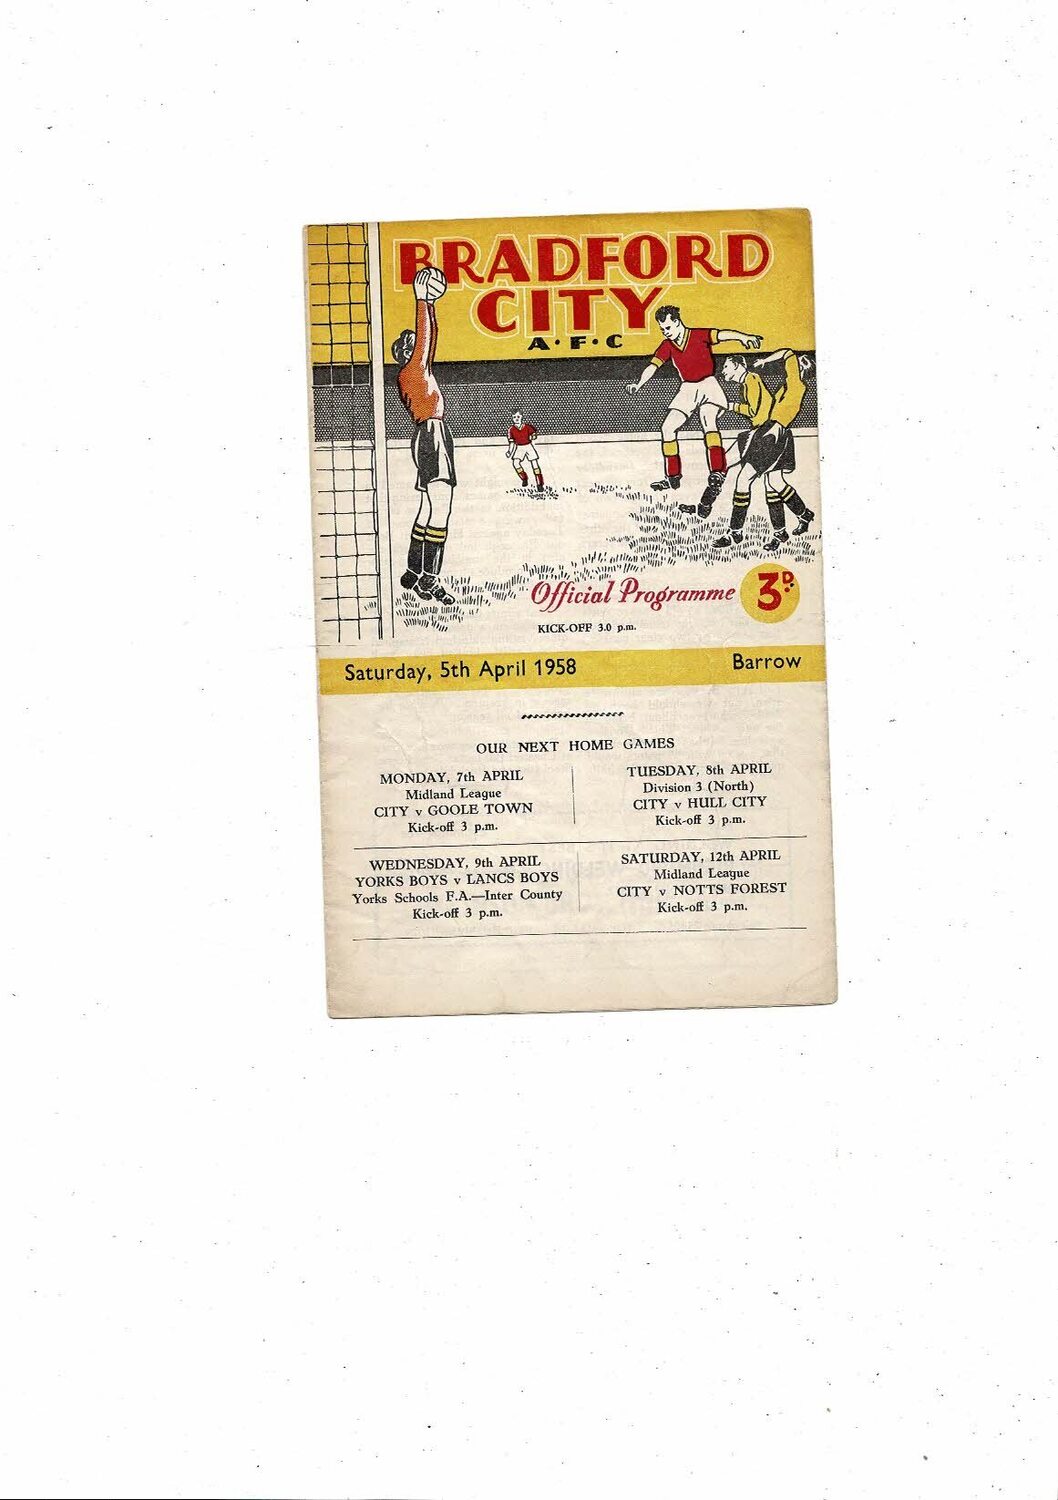 BRADFORD
CITY
A·F·C
Official Programme
3D.
KICK-OFF 3.0 p.m.
Saturday, 5th April 1958
Barrow
OUR NEXT HOME GAMES
MONDAY, 7th APRIL
Midland League
CITY v GOOLE TOWN
Kick-off 3 p.m.
TUESDAY, 8th APRIL
Division 3 (North)
CITY v HULL CITY
Kick-off 3 p.m.
WEDNESDAY, 9th APRIL
YORKS BOYS v LANCS BOYS
Yorks Schools F.A.—Inter County
Kick-off 3 p.m.
SATURDAY, 12th APRIL
Midland League
CITY v NOTTS FOREST
Kick-off 3 p.m.